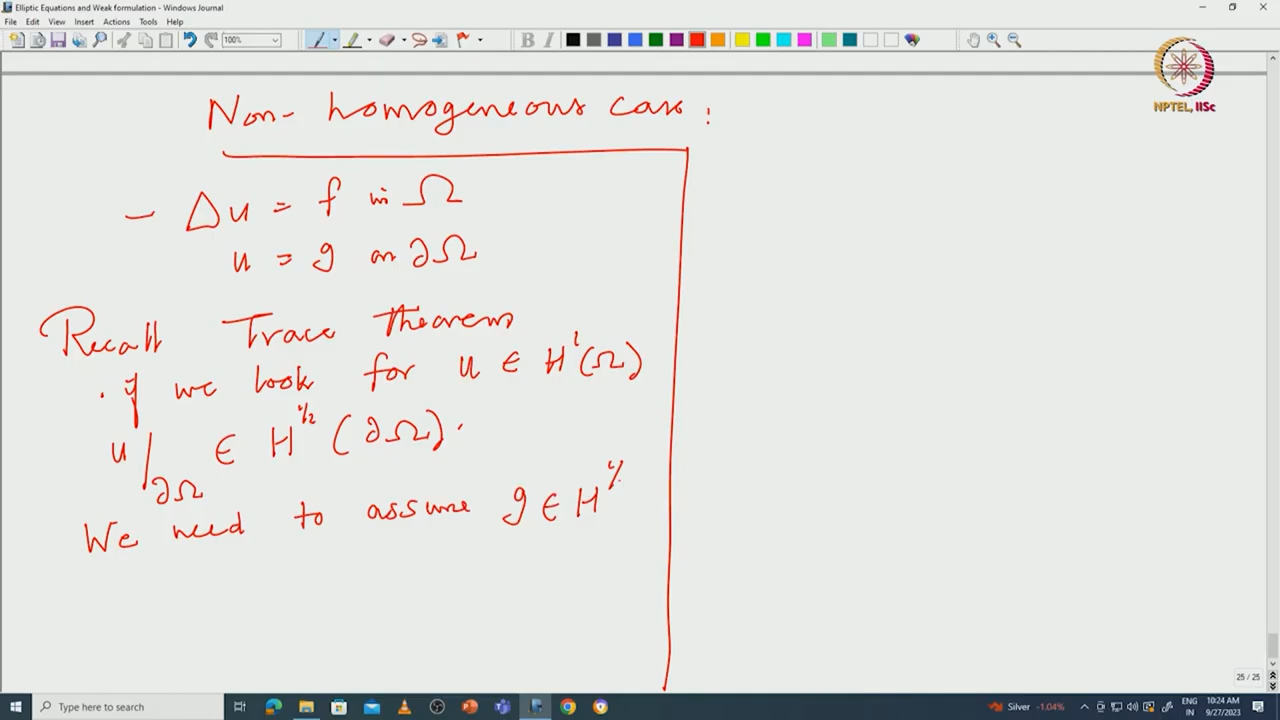 Elliptic Equations and Weak formulation - Windows Journal
File Edit View Insert Actions Tools Help
100%
NPTEL, IISc
Non-homogeneous case:
- Δu = f in Ω
u = g on ∂Ω
Recall Trace theorem
. if we look for u ∈ H¹(Ω)
u|∂Ω ∈ H^1/2 (∂Ω).
We need to assume g ∈ H^1/
25 / 25
Type here to search
Silver -1.04%
ENG
IN
10:24 AM
9/27/2023